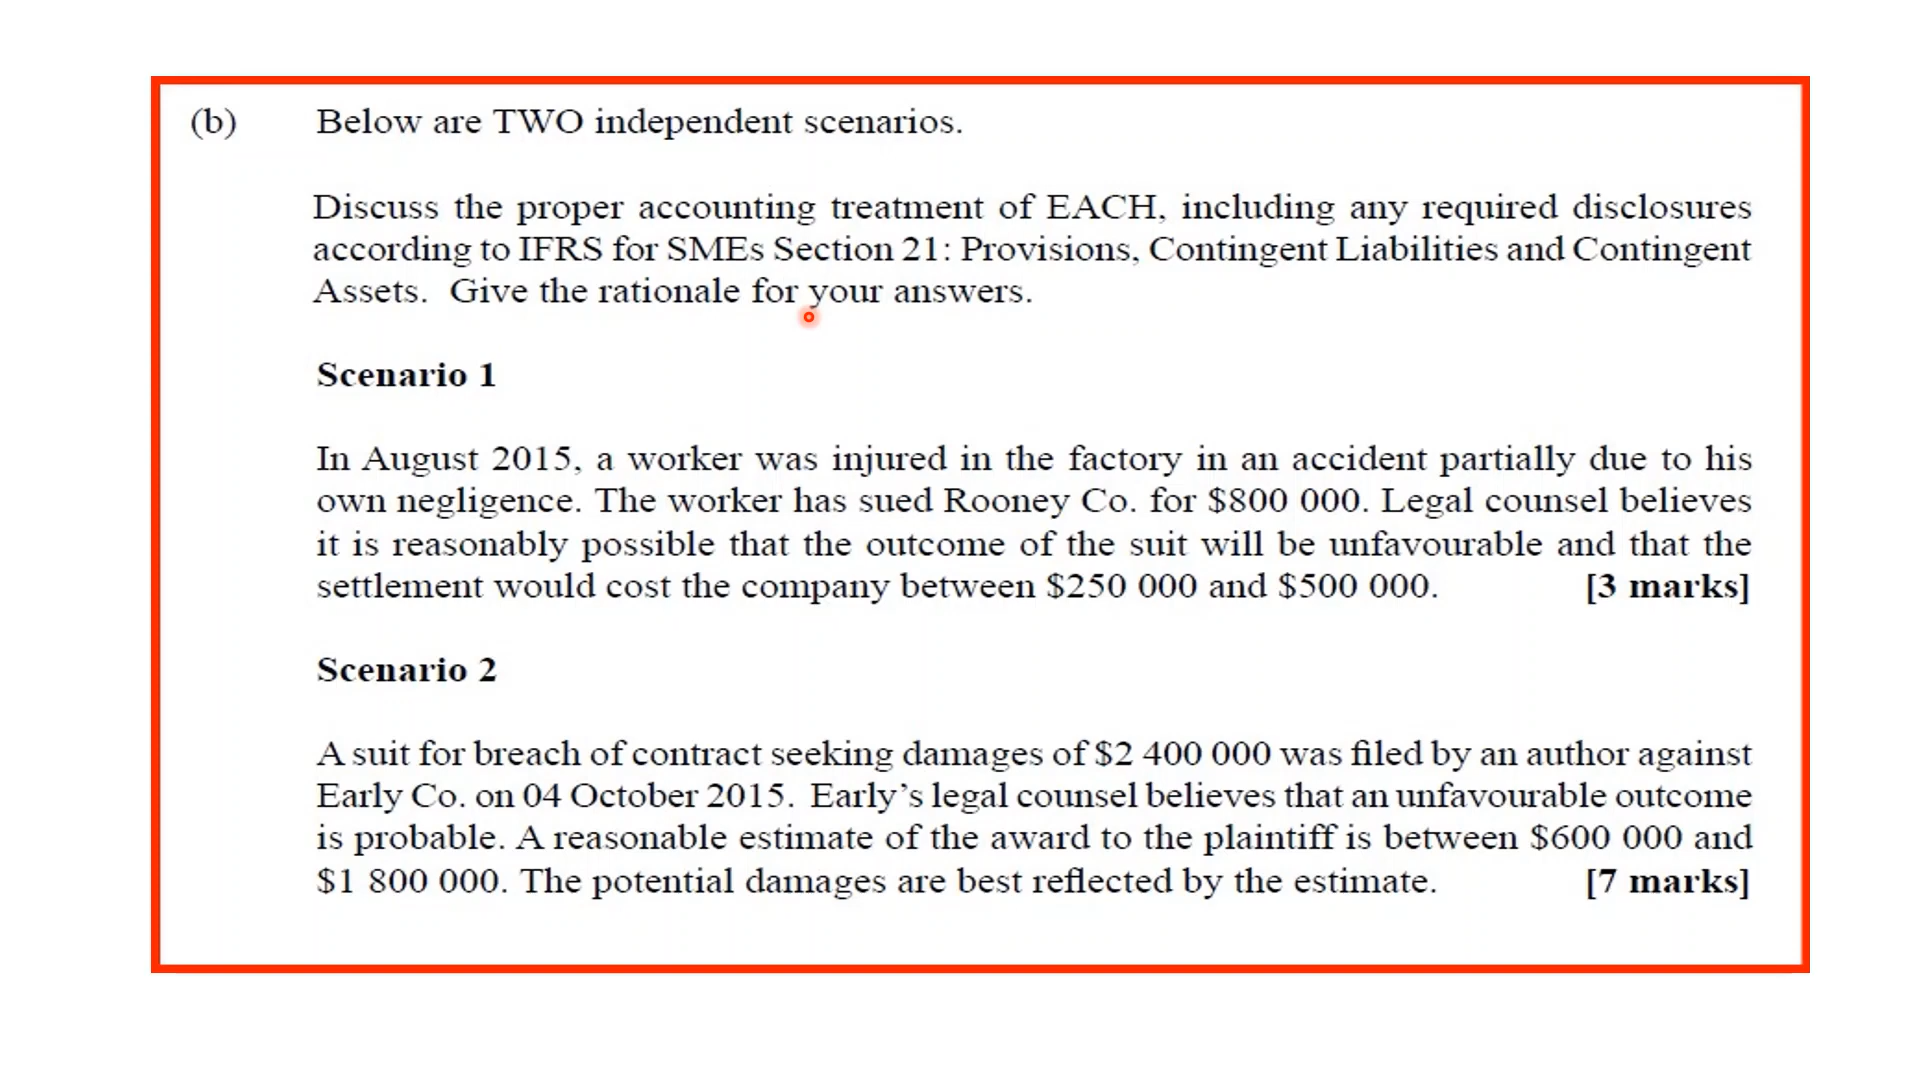 (b) Below are TWO independent scenarios.
Discuss the proper accounting treatment of EACH, including any required disclosures
according to IFRS for SMEs Section 21: Provisions, Contingent Liabilities and Contingent
Assets. Give the rationale for your answers.
Scenario 1
In August 2015, a worker was injured in the factory in an accident partially due to his
own negligence. The worker has sued Rooney Co. for $800 000. Legal counsel believes
it is reasonably possible that the outcome of the suit will be unfavourable and that the
settlement would cost the company between $250 000 and $500 000. [3 marks]
Scenario 2
A suit for breach of contract seeking damages of $2 400 000 was filed by an author against
Early Co. on 04 October 2015. Early’s legal counsel believes that an unfavourable outcome
is probable. A reasonable estimate of the award to the plaintiff is between $600 000 and
$1 800 000. The potential damages are best reflected by the estimate. [7 marks]